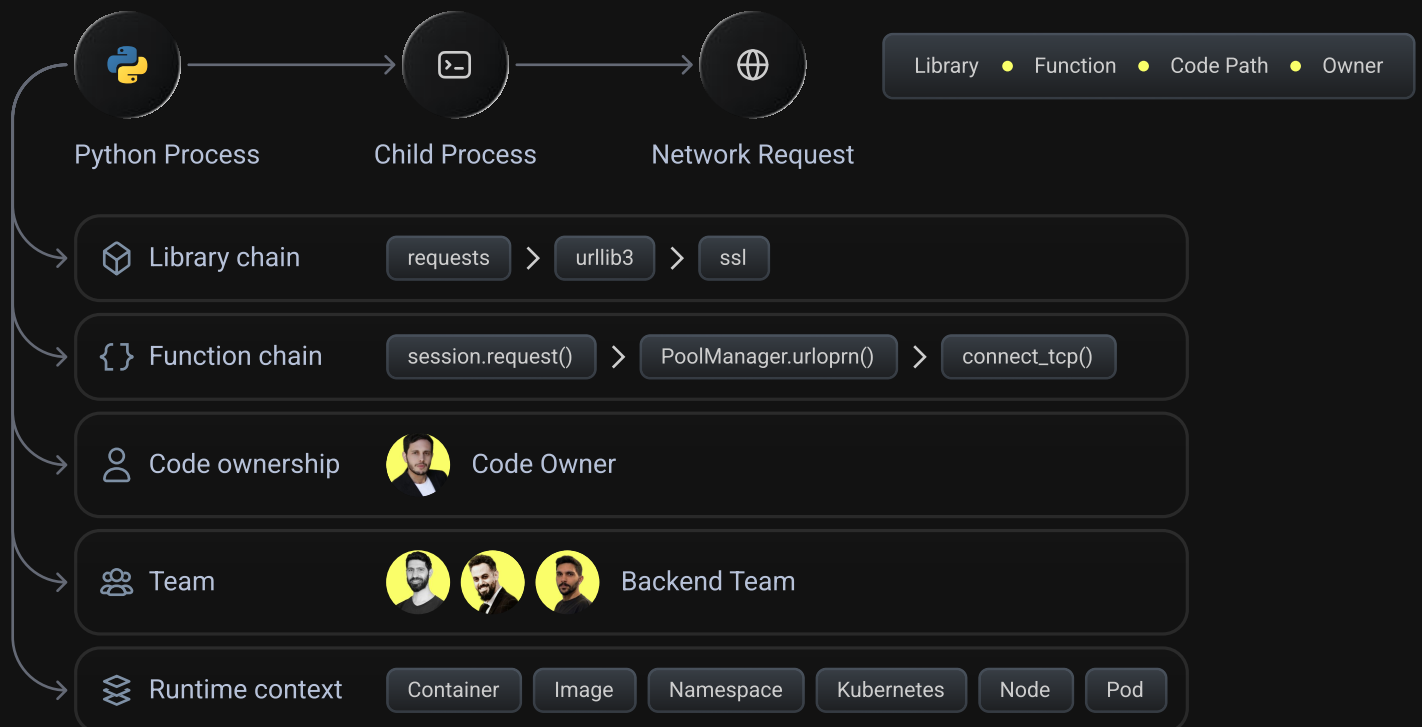 Library • Function • Code Path • Owner
Python Process
Child Process
Network Request
Library chain
requests
urllib3
ssl
Function chain
session.request()
PoolManager.urloprn()
connect_tcp()
Code ownership
Code Owner
Team
Backend Team
Runtime context
Container
Image
Namespace
Kubernetes
Node
Pod